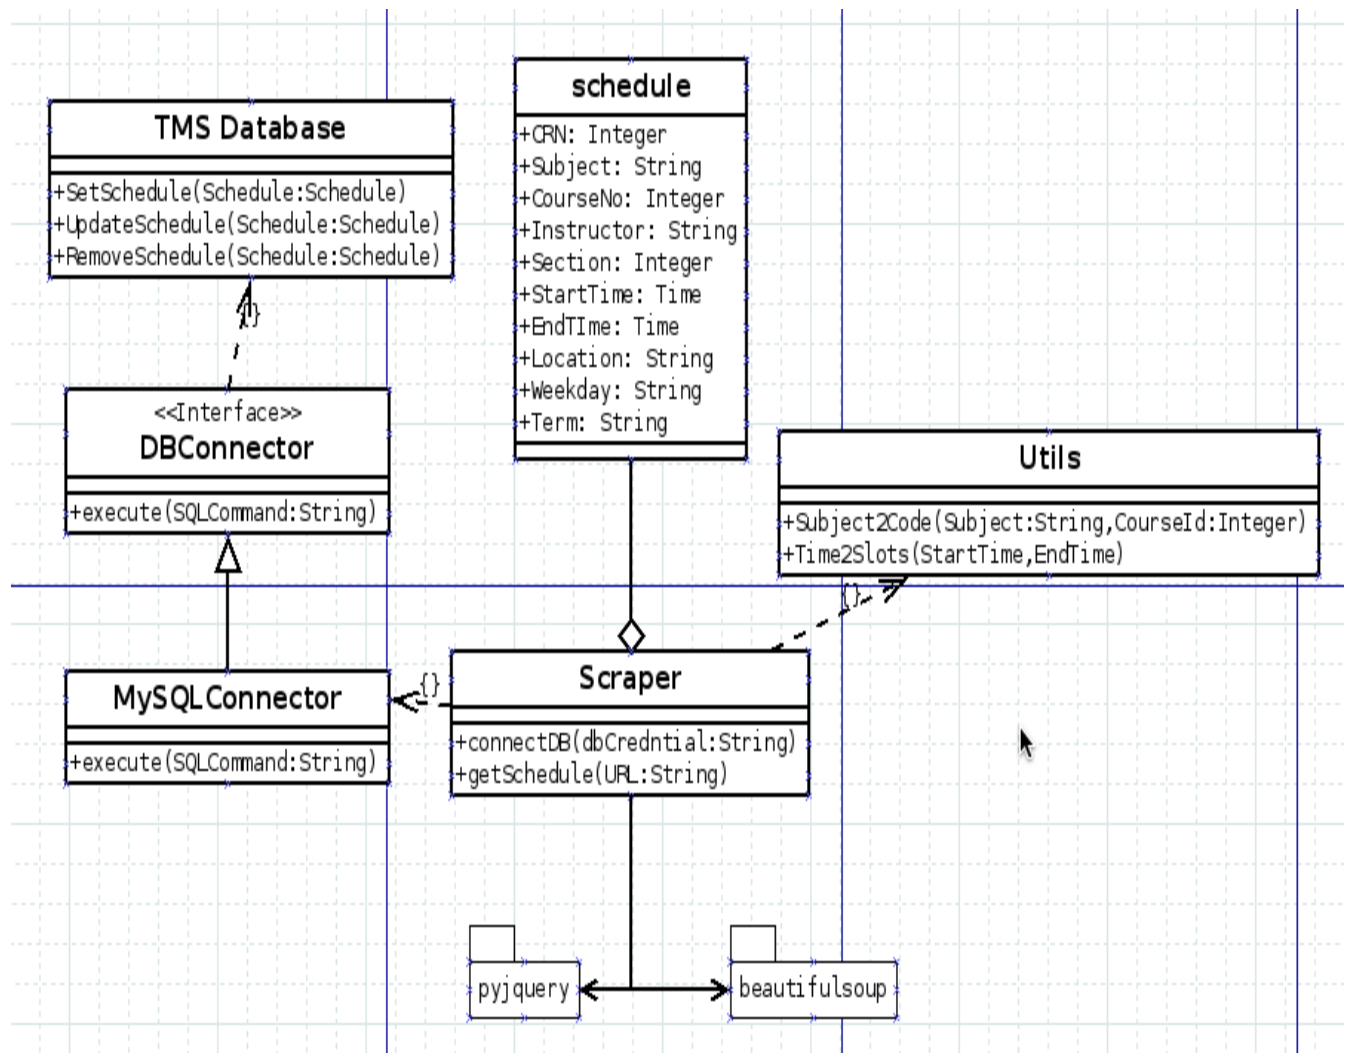 TMS Database
+SetSchedule(Schedule:Schedule)
+UpdateSchedule(Schedule:Schedule)
+RemoveSchedule(Schedule:Schedule)
{}
<<Interface>>
DBConnector
+execute(SQLCommand:String)
MySQLConnector
+execute(SQLCommand:String)
schedule
+CRN: Integer
+Subject: String
+CourseNo: Integer
+Instructor: String
+Section: Integer
+StartTime: Time
+EndTIme: Time
+Location: String
+Weekday: String
+Term: String
Utils
+Subject2Code(Subject:String,CourseId:Integer)
+Time2Slots(StartTime,EndTime)
{}
{}
Scraper
+connectDB(dbCredntial:String)
+getSchedule(URL:String)
pyjquery
beautifulsoup